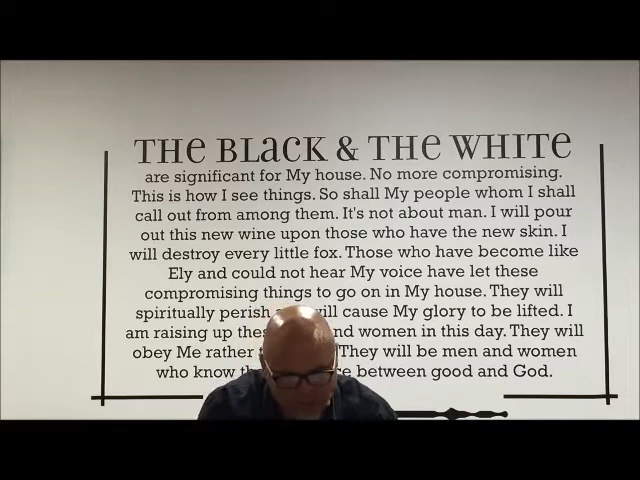 THE BLACK & THE WHITE
are significant for My house. No more compromising.
This is how I see things. So shall My people whom I shall
call out from among them. It's not about man. I will pour
out this new wine upon those who have the new skin. I
will destroy every little fox. Those who have become like
Ely and could not hear My voice have let these
compromising things to go on in My house. They will
spiritually perish will cause My glory to be lifted. I
am raising up and women in this day. They will
obey Me rather They will be men and women
who know between good and God.